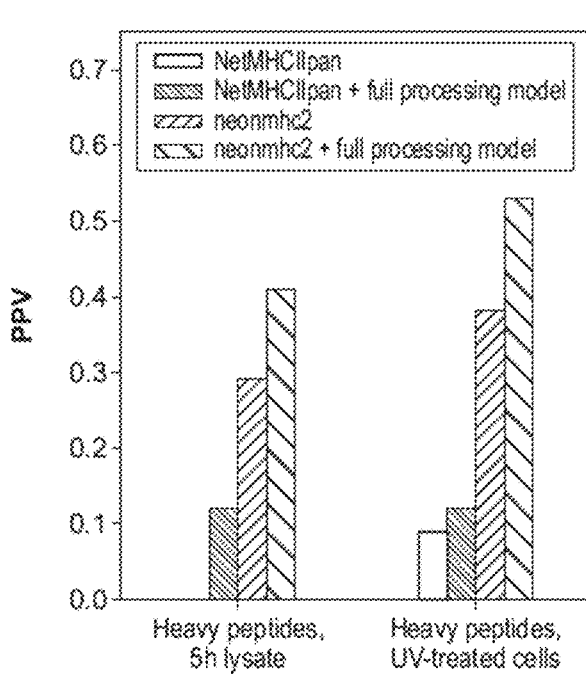 0.7
0.6
0.5
0.4
0.3
0.2
0.1
0.0
PPV
NetMHCIIpan
NetMHCIIpan + full processing model
neonmhc2
neonmhc2 + full processing model
Heavy peptides,
5h lysate
Heavy peptides,
UV-treated cells